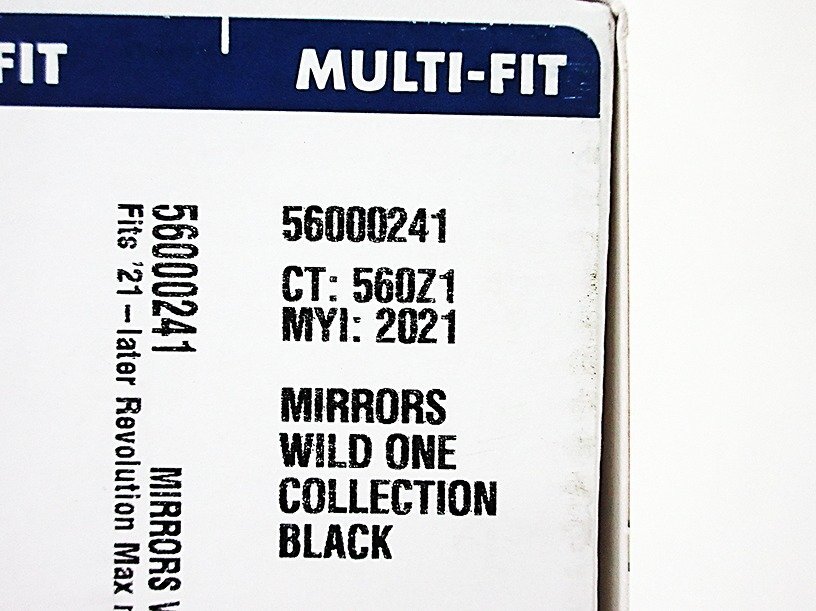 FIT
MULTI-FIT
56000241
CT: 560Z1
MYI: 2021
MIRRORS
WILD ONE
COLLECTION
BLACK
56000241 MIRRORS
Fits '21 – later Revolution Max